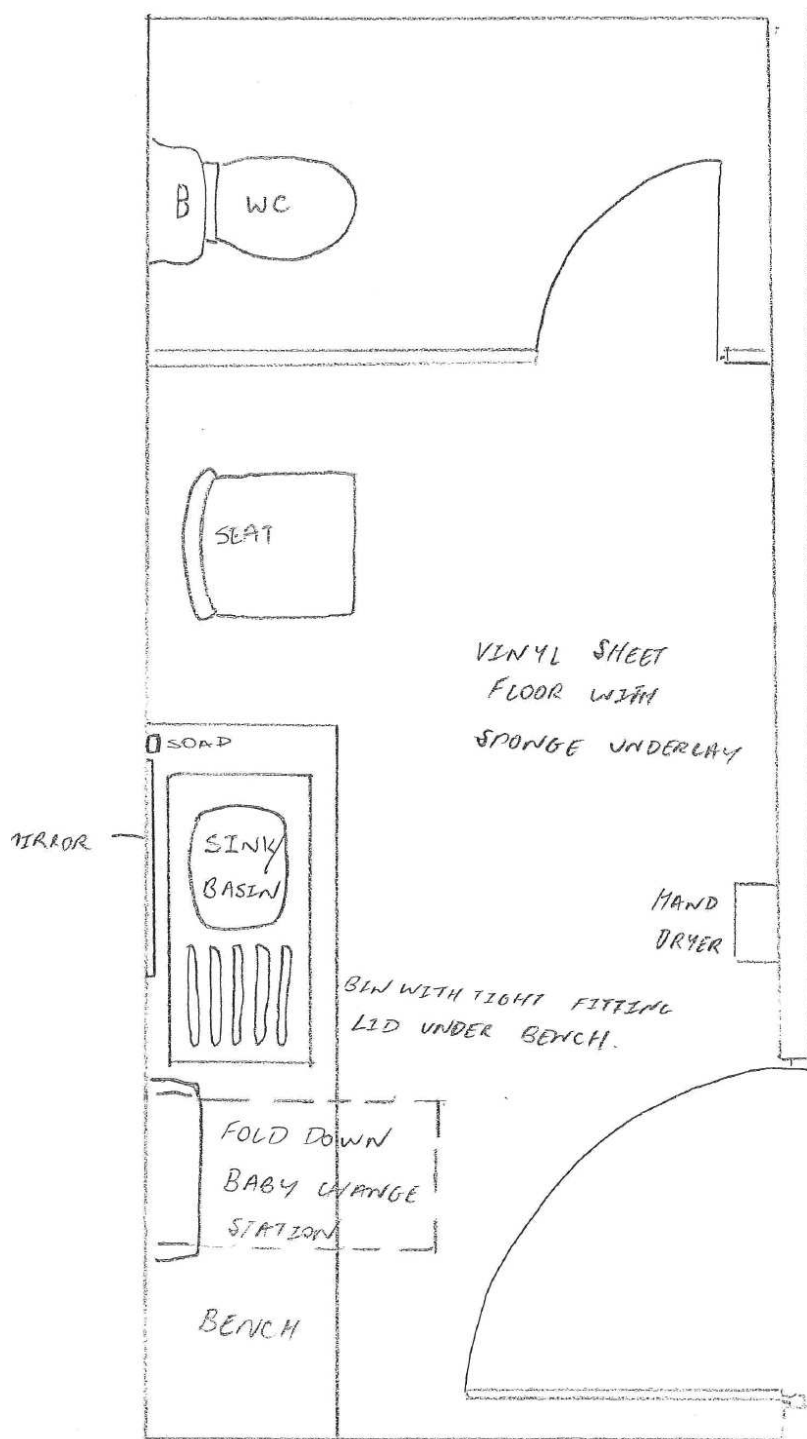 B WC
SEAT
VINYL SHEET
FLOOR WITH
SPONGE UNDERLAY
SOAP
MIRROR
SINK
BASIN
HAND
DRYER
BIN WITH TIGHT FITTING
LID UNDER BENCH.
FOLD DOWN
BABY CHANGE
STATION
BENCH